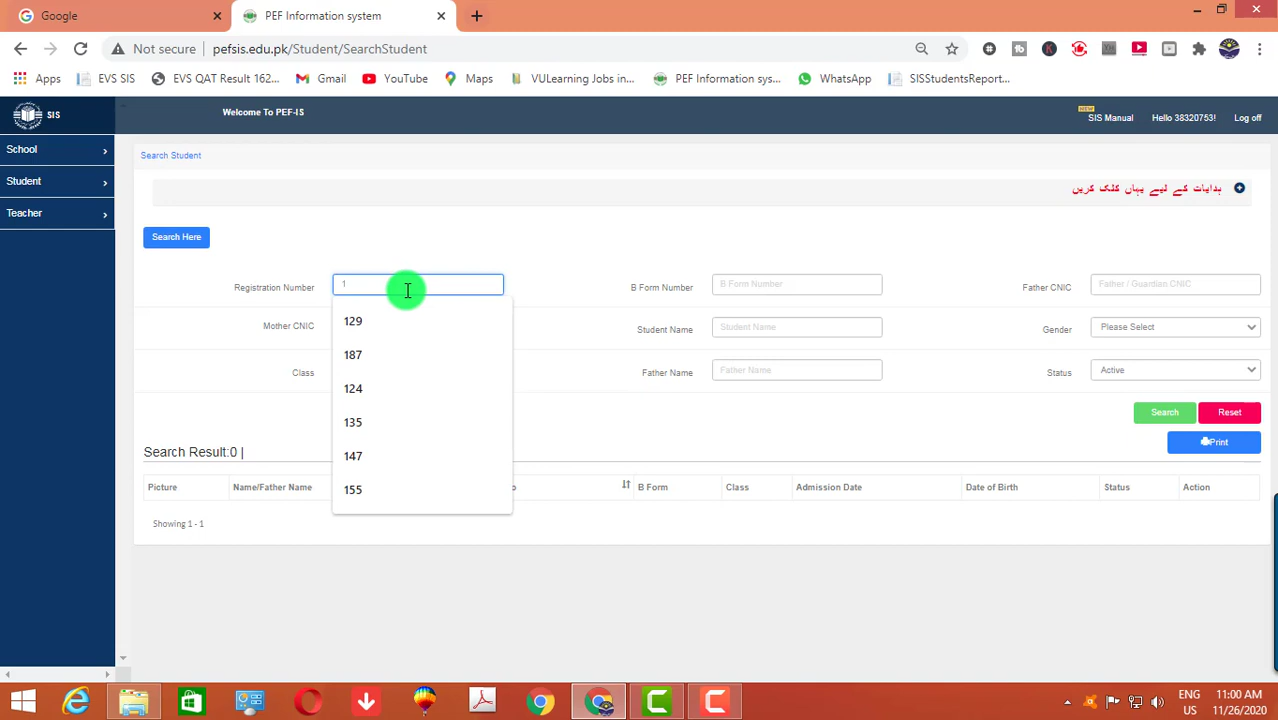 Google
PEF Information system
Not secure
pefsis.edu.pk/Student/SearchStudent
Apps
EVS SIS
EVS QAT Result 162...
Gmail
YouTube
Maps
VULearning Jobs in...
PEF Information sys...
WhatsApp
SISStudentsReport...
SIS
Welcome To PEF-IS
NEW
SIS Manual
Hello 38320753!
Log off
School
Student
Teacher
Search Student
ہدایات کے لیے یہاں کلک کریں
Search Here
Registration Number
1
B Form Number
B Form Number
Father CNIC
Father / Guardian CNIC
129
Mother CNIC
Student Name
Student Name
Gender
Please Select
187
Class
Father Name
Father Name
Status
Active
124
135
147
155
Search
Reset
Print
Search Result:0 |
Picture
Name/Father Name
o
B Form
Class
Admission Date
Date of Birth
Status
Action
Showing 1 - 1
ENG
US
11:00 AM
11/26/2020